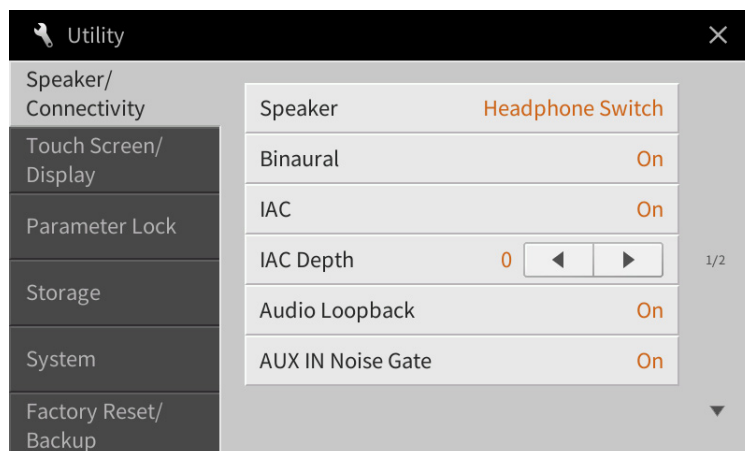 Utility
Speaker/
Connectivity
Touch Screen/
Display
Parameter Lock
Storage
System
Factory Reset/
Backup
Speaker Headphone Switch
Binaural On
IAC On
IAC Depth 0
Audio Loopback On
AUX IN Noise Gate On
1/2